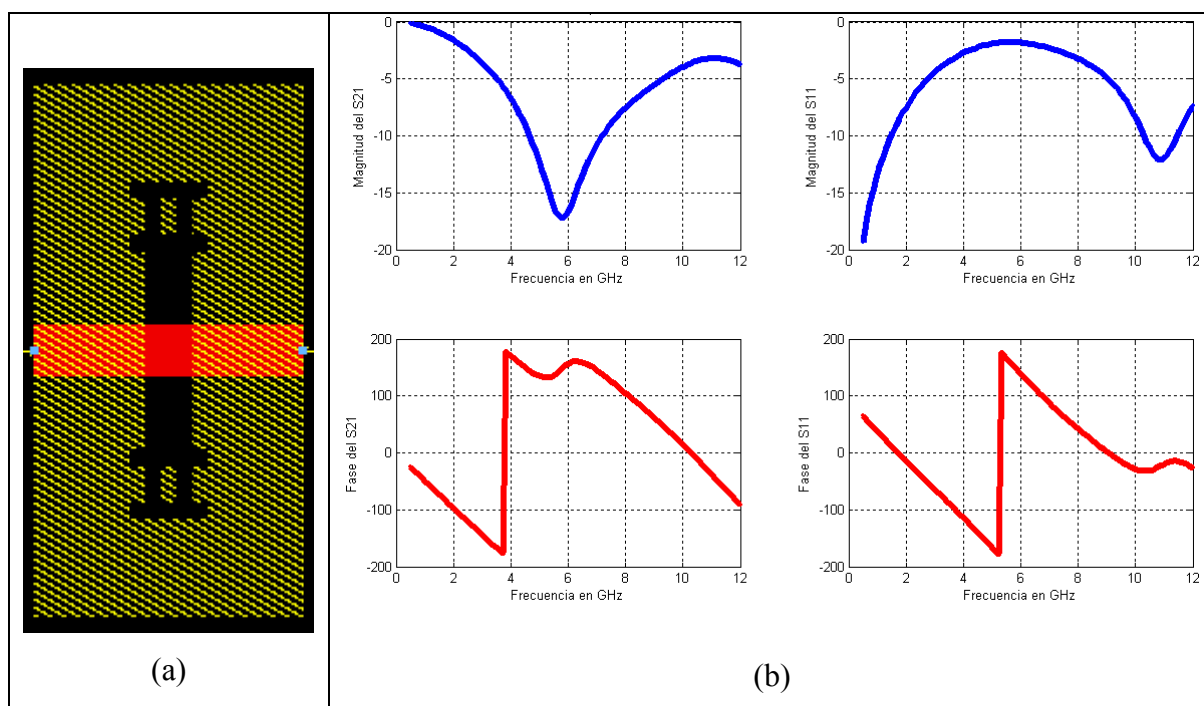 0
-5
-10
-15
-20
Magnitud del S21
0 2 4 6 8 10 12
Frecuencia en GHz
0
-5
-10
-15
-20
Magnitud del S11
0 2 4 6 8 10 12
Frecuencia en GHz
200
100
0
-100
-200
Fase del S21
0 2 4 6 8 10 12
Frecuencia en GHz
200
100
0
-100
-200
Fase del S11
0 2 4 6 8 10 12
Frecuencia en GHz
(a)
(b)